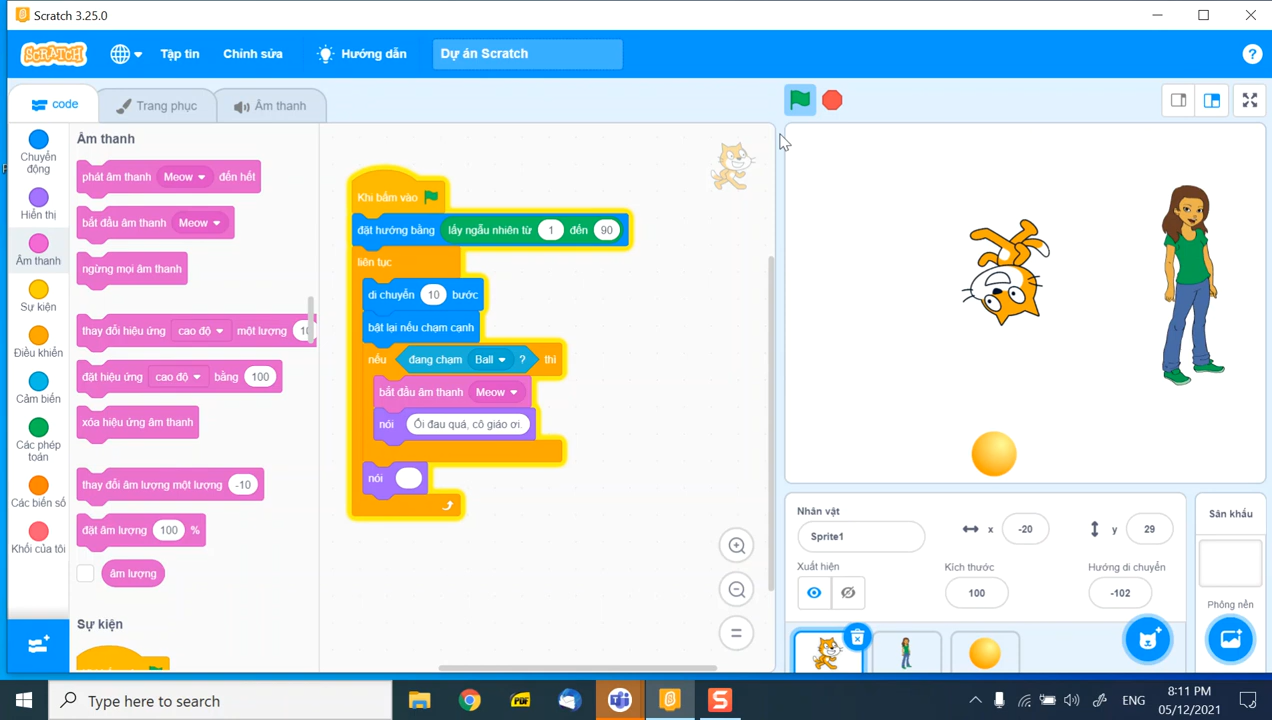 Scratch 3.25.0
SCRATCH
Tập tin
Chính sửa
Hướng dẫn
Dự án Scratch
?
code
Trang phục
Âm thanh
Chuyển động
Hiển thị
Âm thanh
Sự kiện
Điều khiển
Cảm biến
Các phép toán
Các biến số
Khối của tôi
Âm thanh
phát âm thanh Meow đến hết
bắt đầu âm thanh Meow
ngừng mọi âm thanh
thay đổi hiệu ứng cao độ một lượng 10
đặt hiệu ứng cao độ bằng 100
xóa hiệu ứng âm thanh
thay đổi âm lượng một lượng -10
đặt âm lượng 100 %
âm lượng
Sự kiện
Khi bấm vào
đặt hướng bằng lấy ngẫu nhiên từ 1 đến 90
liên tục
di chuyển 10 bước
bật lại nếu chạm cạnh
nếu đang chạm Ball ? thì
bắt đầu âm thanh Meow
nói Ối đau quá, cô giáo ơi.
nói
Nhân vật
Sprite1
x -20
y 29
Xuất hiện
Kích thước
100
Hướng di chuyển
-102
Sân khấu
Phông nền
Type here to search
PDF
S
ENG
8:11 PM
05/12/2021